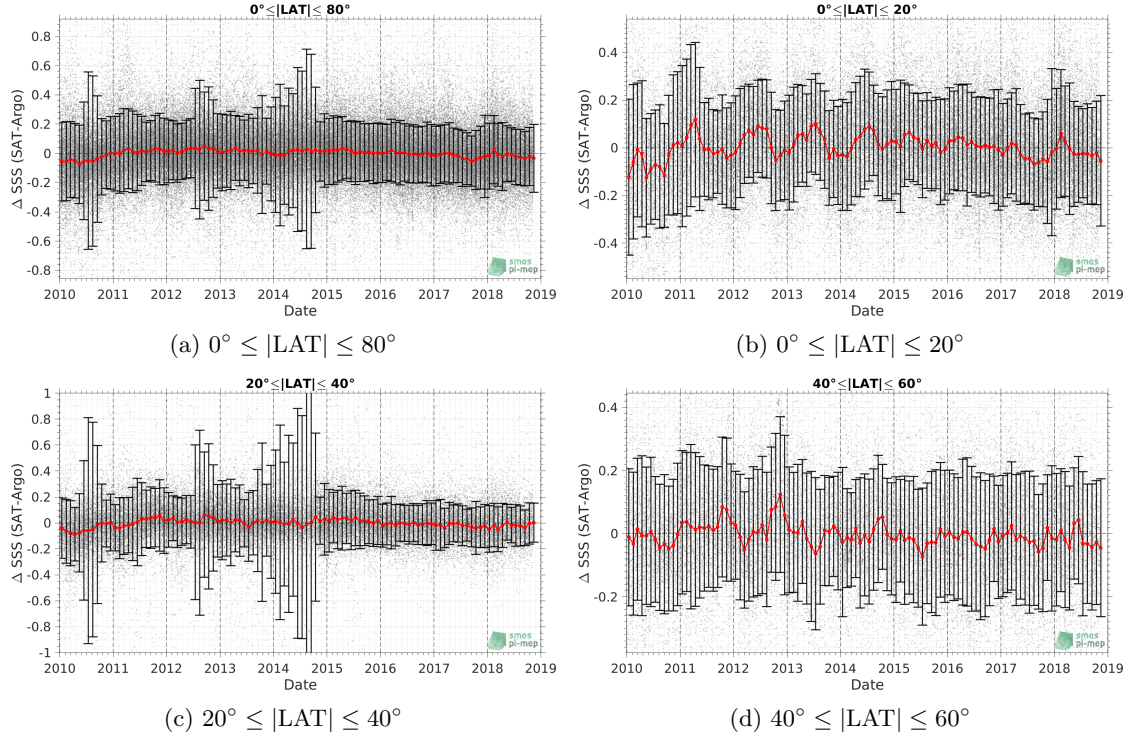 0°≤|LAT|≤ 80°
Δ SSS (SAT-Argo)
0.8
0.6
0.4
0.2
0
-0.2
-0.4
-0.6
-0.8
2010 2011 2012 2013 2014 2015 2016 2017 2018 2019
Date
smos
pi-mep
(a) 0° ≤ |LAT| ≤ 80°
0°≤|LAT|≤ 20°
Δ SSS (SAT-Argo)
0.4
0.2
0
-0.2
-0.4
2010 2011 2012 2013 2014 2015 2016 2017 2018 2019
Date
smos
pi-mep
(b) 0° ≤ |LAT| ≤ 20°
20°≤|LAT|≤ 40°
Δ SSS (SAT-Argo)
1
0.8
0.6
0.4
0.2
0
-0.2
-0.4
-0.6
-0.8
-1
2010 2011 2012 2013 2014 2015 2016 2017 2018 2019
Date
smos
pi-mep
(c) 20° ≤ |LAT| ≤ 40°
40°≤|LAT|≤ 60°
Δ SSS (SAT-Argo)
0.4
0.2
0
-0.2
2010 2011 2012 2013 2014 2015 2016 2017 2018 2019
Date
smos
pi-mep
(d) 40° ≤ |LAT| ≤ 60°